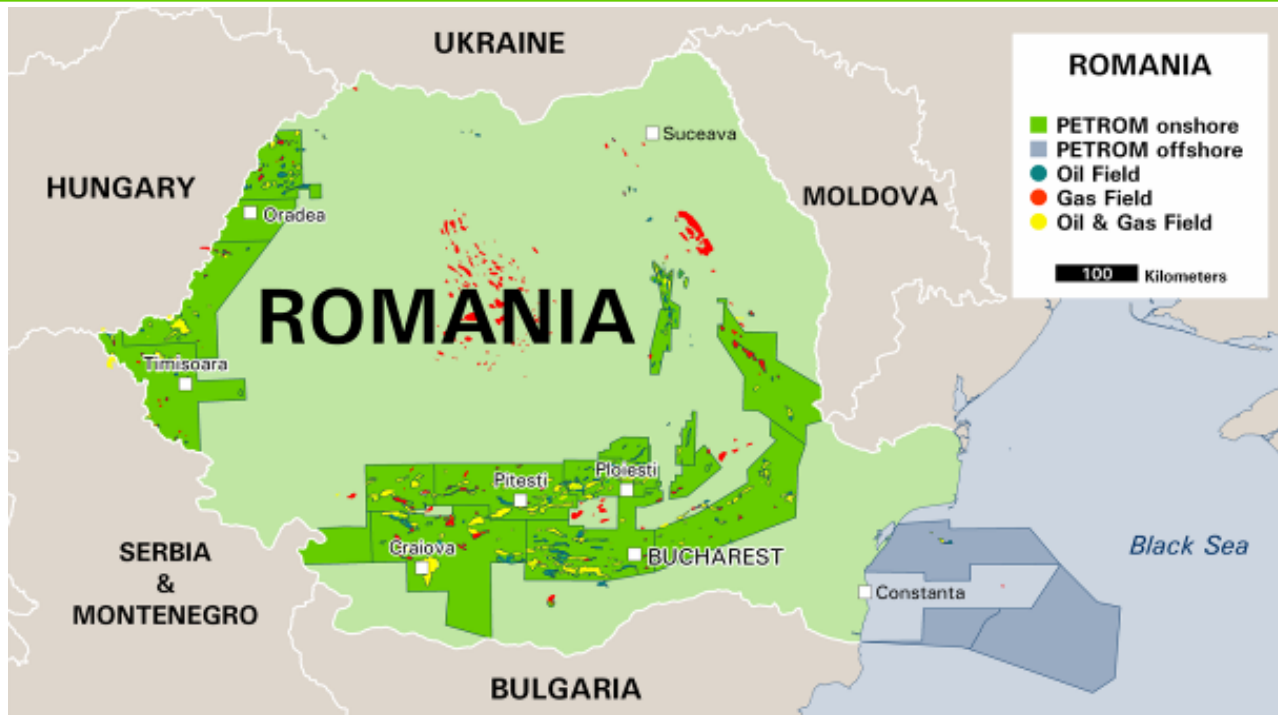 UKRAINE
ROMANIA
PETROM onshore
PETROM offshore
Oil Field
Gas Field
Oil & Gas Field
100 Kilometers
Suceava
HUNGARY
MOLDOVA
Oradea
ROMANIA
Timisoara
Pitesti
Ploiesti
Craiova
BUCHAREST
SERBIA
&
MONTENEGRO
Black Sea
Constanta
BULGARIA